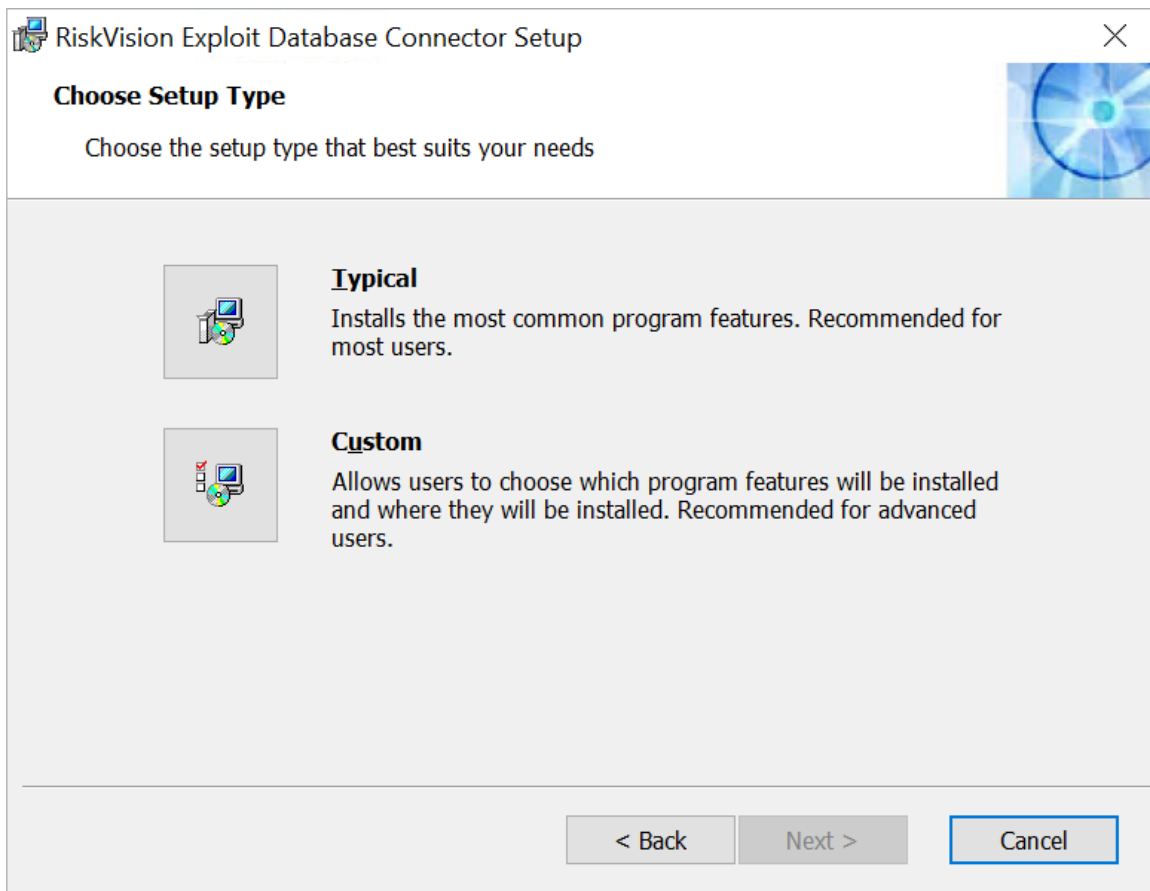 RiskVision Exploit Database Connector Setup
Choose Setup Type
Choose the setup type that best suits your needs
Typical
Installs the most common program features. Recommended for
most users.
Custom
Allows users to choose which program features will be installed
and where they will be installed. Recommended for advanced
users.
< Back
Next >
Cancel